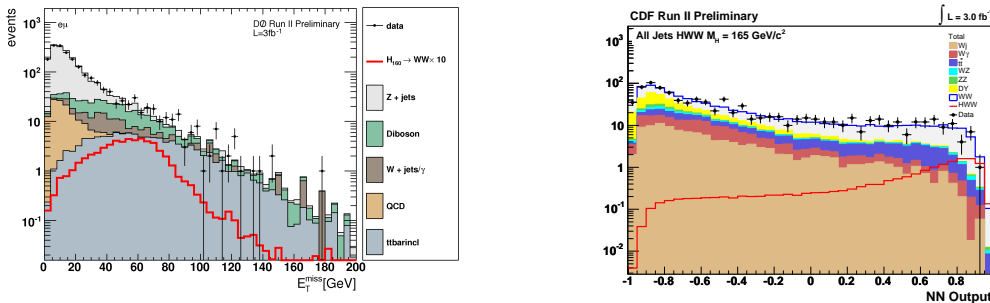 events
eμ
DØ Run II Preliminary
L=3fb⁻¹
10³
10²
10
1
10⁻¹
0 20 40 60 80 100 120 140 160 180 200
E_T^miss [GeV]
data
H₁₆₀ → WW × 10
Z + jets
Diboson
W + jets/γ
QCD
ttbarincl
CDF Run II Preliminary
∫ L = 3.0 fb⁻¹
All Jets HWW M_H = 165 GeV/c²
Total
Wj
Wγ
tt̄
WZ
ZZ
DY
WW
HWW
Data
10³
10²
10
1
10⁻¹
10⁻²
-1 -0.8 -0.6 -0.4 -0.2 0 0.2 0.4 0.6 0.8
NN Output